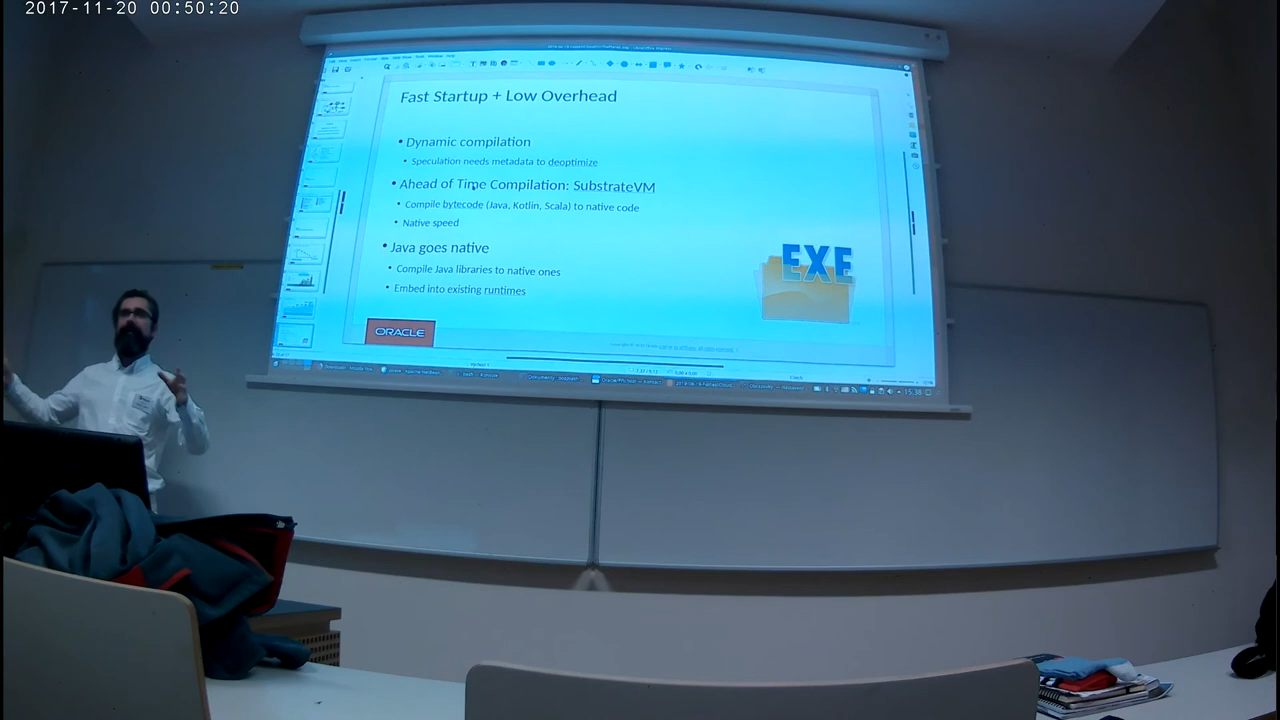 2017-11-20 00:50:20
Fast Startup + Low Overhead
• Dynamic compilation
• Speculation needs metadata to deoptimize
• Ahead of Time Compilation: SubstrateVM
• Compile bytecode (Java, Kotlin, Scala) to native code
• Native speed
• Java goes native
• Compile Java libraries to native ones
• Embed into existing runtimes
EXE
ORACLE
15:38